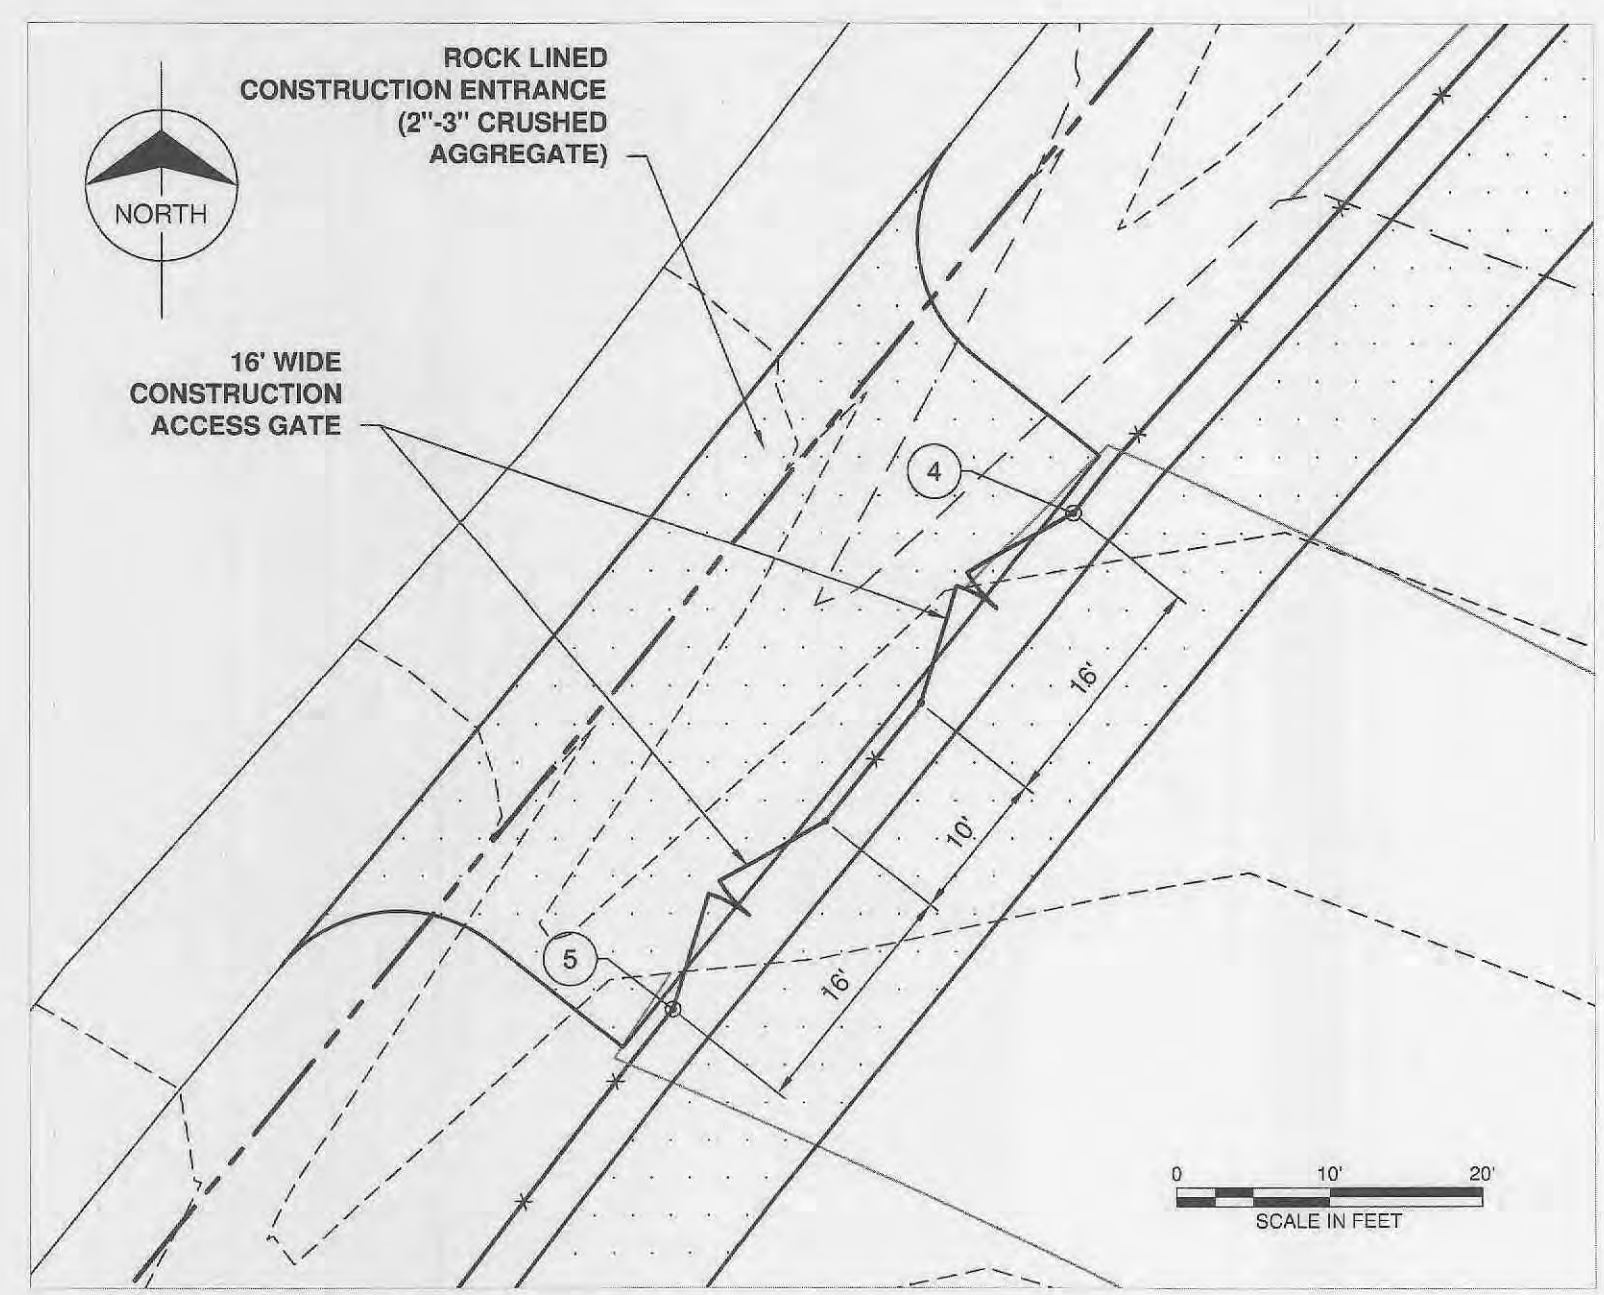 ROCK LINED
CONSTRUCTION ENTRANCE
(2"-3" CRUSHED
AGGREGATE)
NORTH
16' WIDE
CONSTRUCTION
ACCESS GATE
4
16'
10'
5
16'
0 10' 20'
SCALE IN FEET